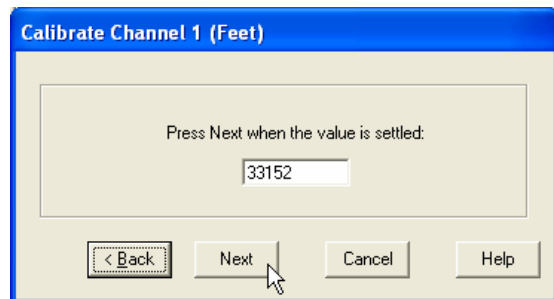 Calibrate Channel 1 (Feet)
Press Next when the value is settled:
33152
< Back Next Cancel Help